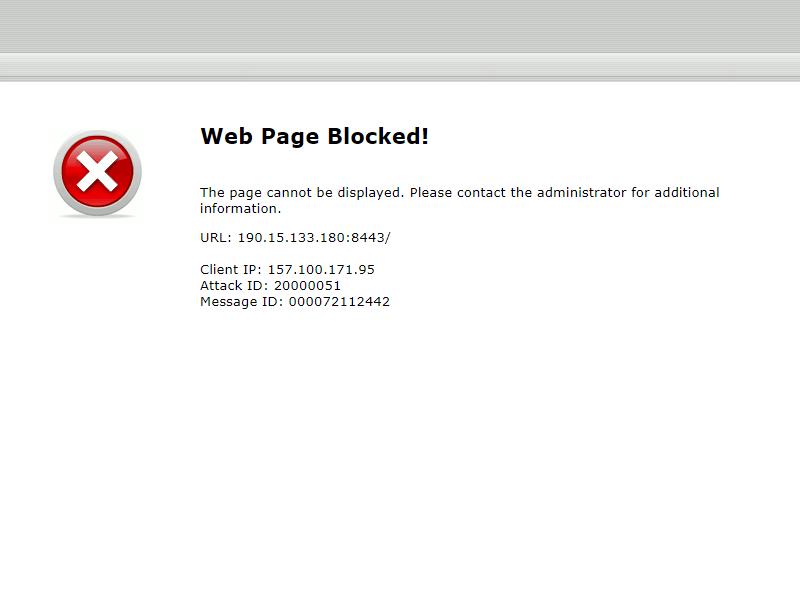 Web Page Blocked!
The page cannot be displayed. Please contact the administrator for additional
information.
URL: 190.15.133.180:8443/
Client IP: 157.100.171.95
Attack ID: 20000051
Message ID: 000072112442